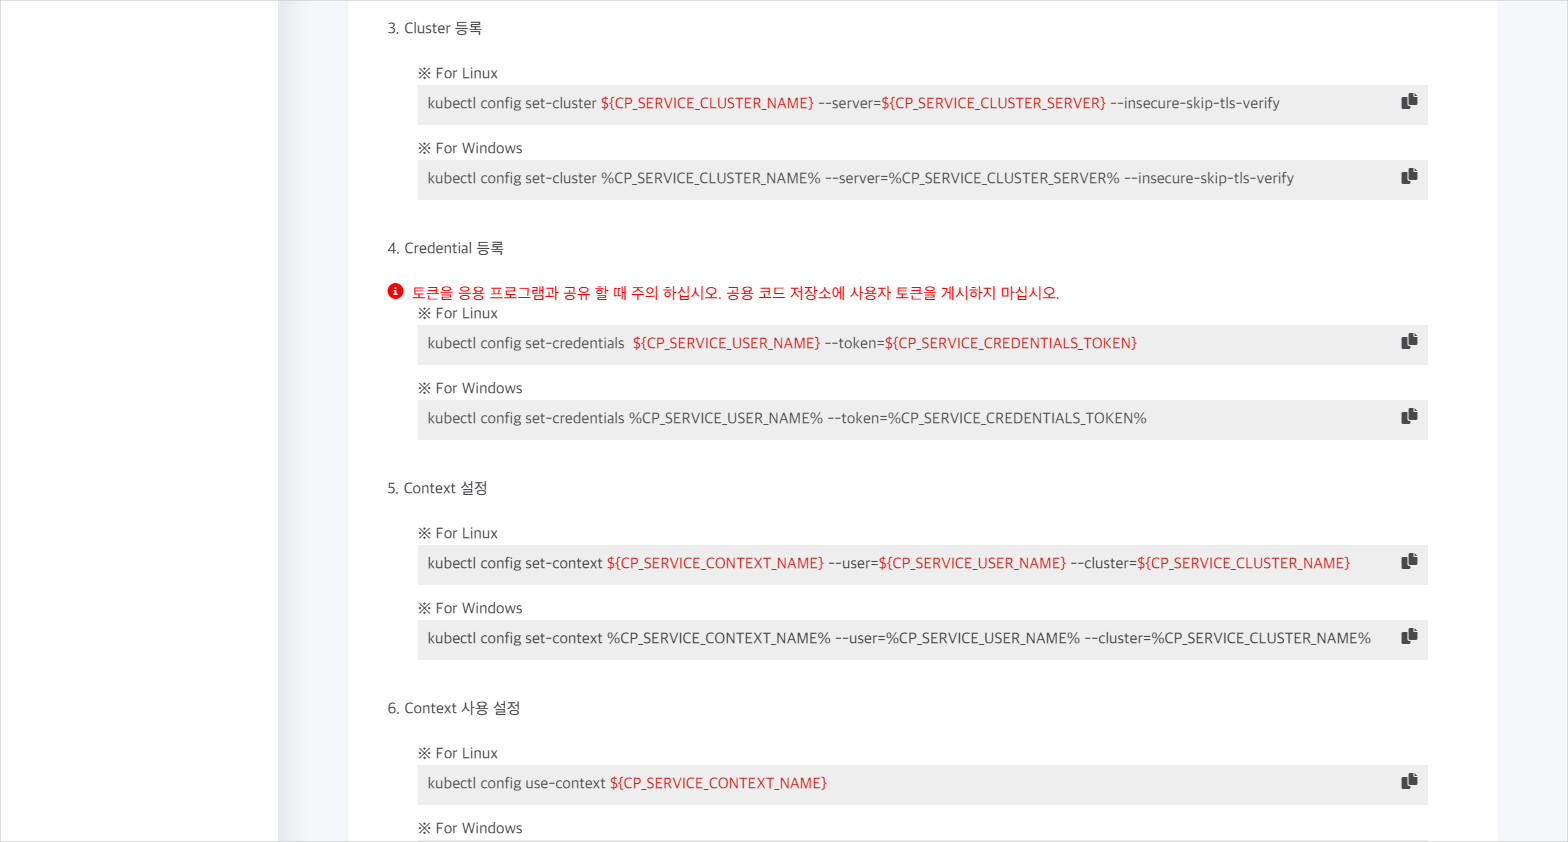 3. Cluster 등록
※ For Linux
kubectl config set-cluster ${CP_SERVICE_CLUSTER_NAME} --server=${CP_SERVICE_CLUSTER_SERVER} --insecure-skip-tls-verify
※ For Windows
kubectl config set-cluster %CP_SERVICE_CLUSTER_NAME% --server=%CP_SERVICE_CLUSTER_SERVER% --insecure-skip-tls-verify
4. Credential 등록
토큰을 응용 프로그램과 공유 할 때 주의 하십시오. 공용 코드 저장소에 사용자 토큰을 게시하지 마십시오.
※ For Linux
kubectl config set-credentials ${CP_SERVICE_USER_NAME} --token=${CP_SERVICE_CREDENTIALS_TOKEN}
※ For Windows
kubectl config set-credentials %CP_SERVICE_USER_NAME% --token=%CP_SERVICE_CREDENTIALS_TOKEN%
5. Context 설정
※ For Linux
kubectl config set-context ${CP_SERVICE_CONTEXT_NAME} --user=${CP_SERVICE_USER_NAME} --cluster=${CP_SERVICE_CLUSTER_NAME}
※ For Windows
kubectl config set-context %CP_SERVICE_CONTEXT_NAME% --user=%CP_SERVICE_USER_NAME% --cluster=%CP_SERVICE_CLUSTER_NAME%
6. Context 사용 설정
※ For Linux
kubectl config use-context ${CP_SERVICE_CONTEXT_NAME}
※ For Windows